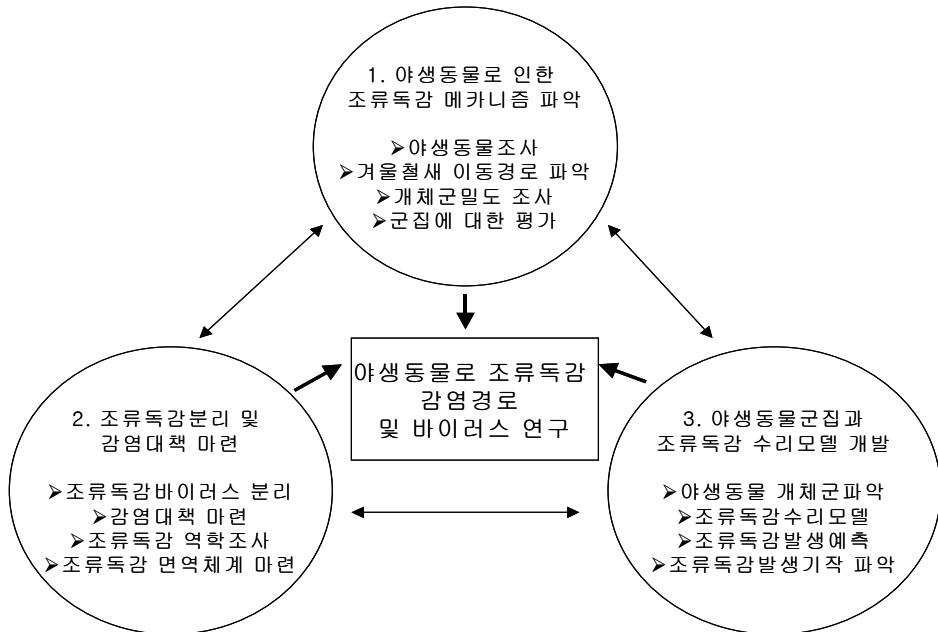 1. 야생동물로 인한
조류독감 메카니즘 파악
➢야생동물조사
➢겨울철새 이동경로 파악
➢개체군밀도 조사
➢군집에 대한 평가
야생동물로 조류독감
감염경로
및 바이러스 연구
2. 조류독감분리 및
감염대책 마련
➢조류독감바이러스 분리
➢감염대책 마련
➢조류독감 역학조사
➢조류독감 면역체계 마련
3. 야생동물군집과
조류독감 수리모델 개발
➢야생동물 개체군파악
➢조류독감수리모델
➢조류독감발생예측
➢조류독감발생기작 파악